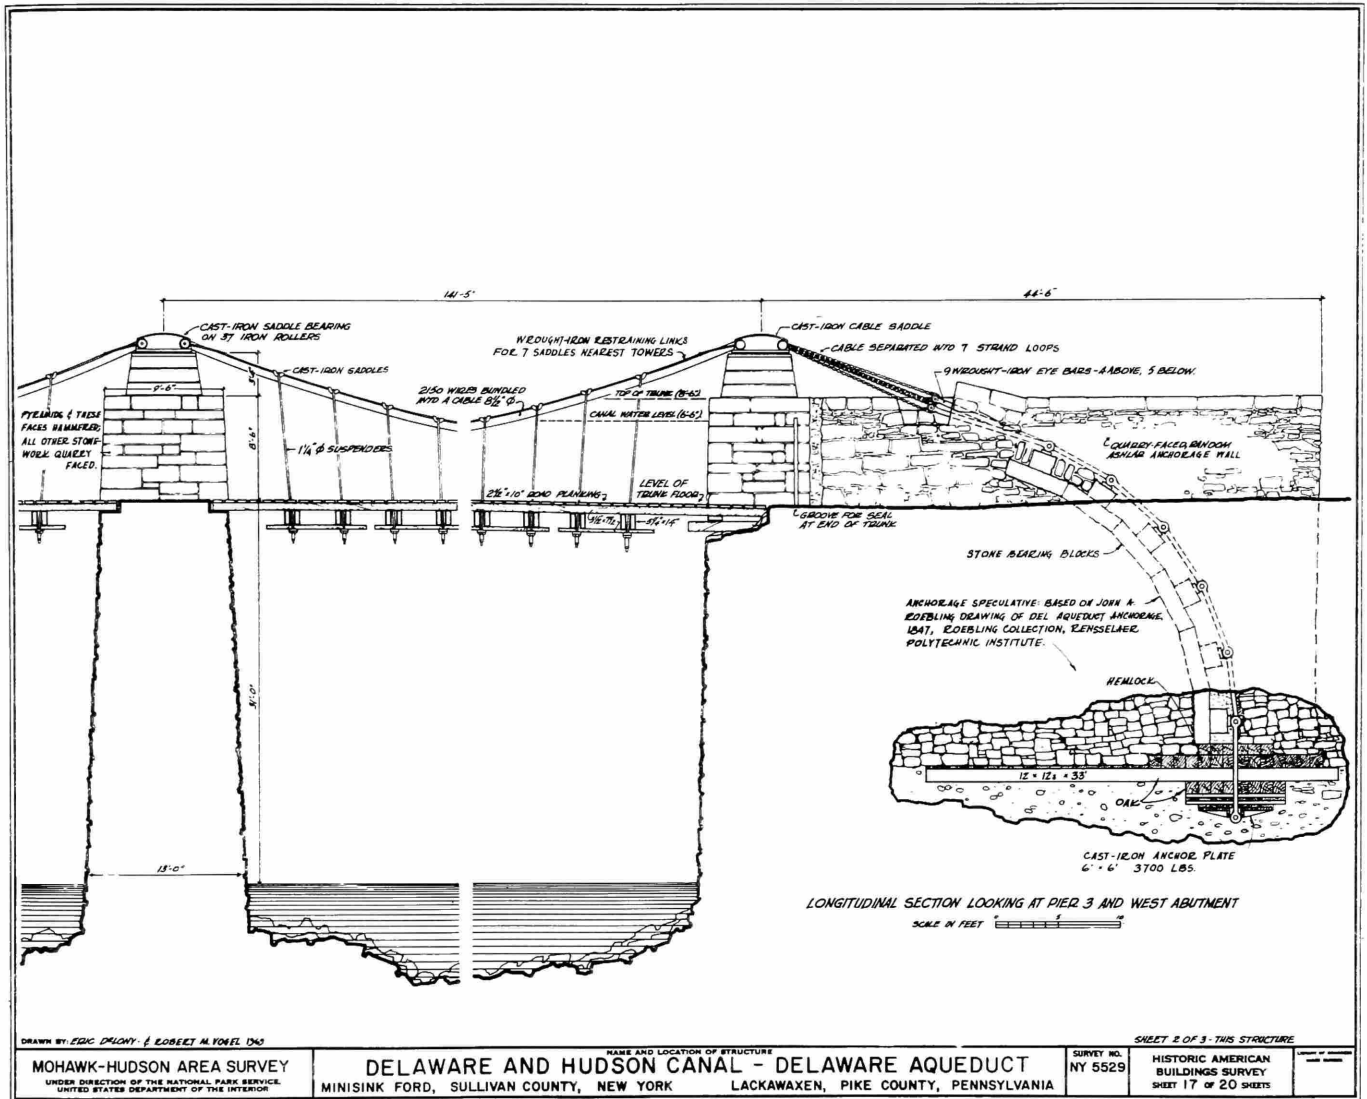 141'-5"
44'-6"
CAST-IRON SADDLE BEARING
ON 37 IRON ROLLERS
WROUGHT-IRON RESTRAINING LINKS
FOR 7 SADDLES NEAREST TOWERS
CAST-IRON CABLE SADDLE
CABLE SEPARATED INTO 7 STRAND LOOPS
CAST-IRON SADDLES
9 WROUGHT-IRON EYE BARS - 4 ABOVE, 5 BELOW.
9'-6"
2150 WIRES BUNDLED
INTO A CABLE 8½" Ø
TOP OF TRUNK (8'-6")
CANAL WATER LEVEL (6'-6")
PYRAMIDS & THESE
FACES HAMMERED;
ALL OTHER STONE-
WORK QUARRY
FACED.
8'-6"
1¼" Ø SUSPENDERS
QUARRY-FACED, RANDOM
ASHLAR ANCHORAGE WALL
2½" × 10" ROAD PLANKING
LEVEL OF
TRUNK FLOOR
GROOVE FOR SEAL
AT END OF TRUNK
STONE BEARING BLOCKS
ANCHORAGE SPECULATIVE: BASED ON JOHN A.
ROEBLING DRAWING OF DEL AQUEDUCT ANCHORAGE,
1847, ROEBLING COLLECTION, RENSSELAER
POLYTECHNIC INSTITUTE.
HEMLOCK
31'-0"
12 × 12s × 33'
OAK
13'-0"
CAST-IRON ANCHOR PLATE
6' × 6' 3700 LBS.
LONGITUDINAL SECTION LOOKING AT PIER 3 AND WEST ABUTMENT
SCALE IN FEET 0 5 10
DRAWN BY: ERIC DELONY & ROBERT M. VOGEL 1969
SHEET 2 OF 3 - THIS STRUCTURE
MOHAWK-HUDSON AREA SURVEY
UNDER DIRECTION OF THE NATIONAL PARK SERVICE,
UNITED STATES DEPARTMENT OF THE INTERIOR
NAME AND LOCATION OF STRUCTURE
DELAWARE AND HUDSON CANAL - DELAWARE AQUEDUCT
MINISINK FORD, SULLIVAN COUNTY, NEW YORK LACKAWAXEN, PIKE COUNTY, PENNSYLVANIA
SURVEY NO.
NY 5529
HISTORIC AMERICAN
BUILDINGS SURVEY
SHEET 17 OF 20 SHEETS